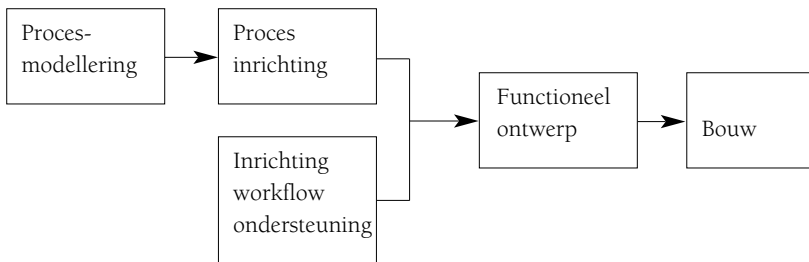 Proces-
modellering
Proces
inrichting
Inrichting
workflow
ondersteuning
Functioneel
ontwerp
Bouw